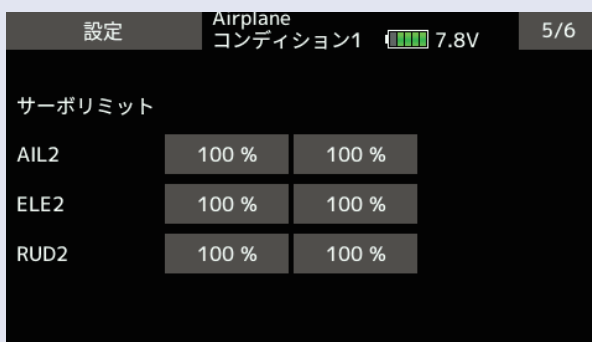 設定
Airplane
コンディション1 7.8V
5/6
サーボリミット
AIL2 100 % 100 %
ELE2 100 % 100 %
RUD2 100 % 100 %